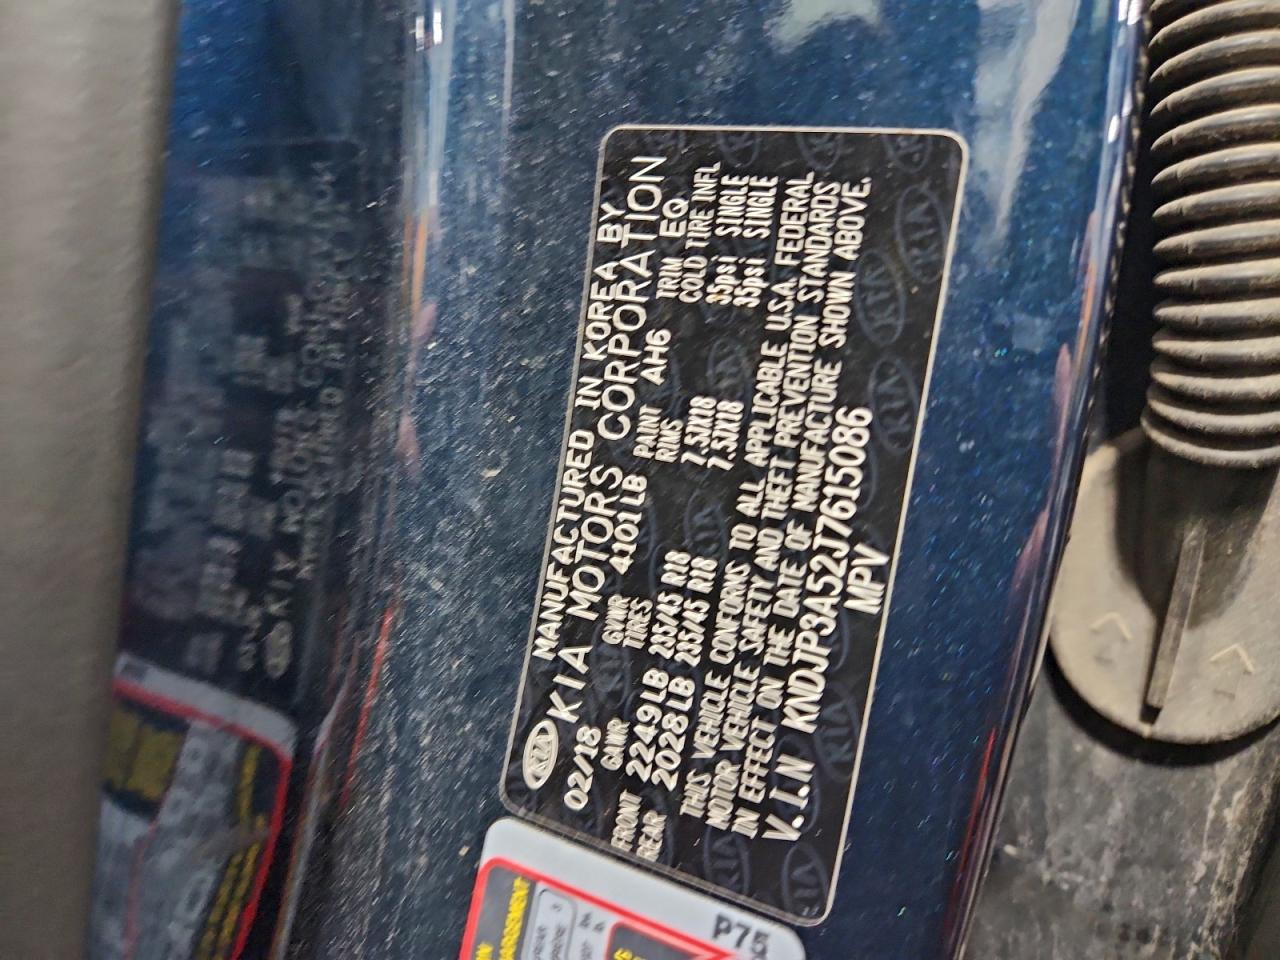 KIA MANUFACTURED IN KOREA BY
KIA MOTORS CORPORATION
02/18 GVWR 4101LB PAINT AH6 TRIM EQ
GAWR TIRES RIMS COLD TIRE INFL
FRONT 2249LB 235/45 R18 7.5JX18 35psi SINGLE
REAR 2028LB 235/45 R18 7.5JX18 35psi SINGLE
THIS VEHICLE CONFORMS TO ALL APPLICABLE U.S.A. FEDERAL
MOTOR VEHICLE SAFETY AND THEFT PREVENTION STANDARDS
IN EFFECT ON THE DATE OF MANUFACTURE SHOWN ABOVE.
V.I.N KNDJP3A52J7615086
MPV
P75